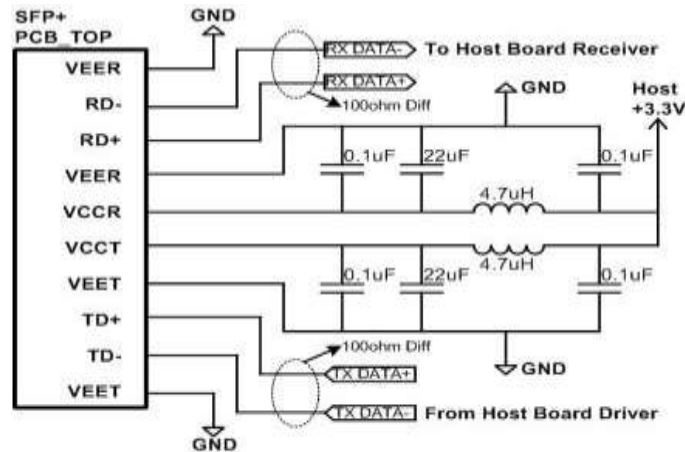 SFP+
PCB_TOP
GND
VEER
RD-
RD+
VEER
VCCR
VCCT
VEET
TD+
TD-
VEET
GND
RX DATA-
To Host Board Receiver
RX DATA+
100ohm Diff
GND
Host
+3.3V
0.1uF
22uF
0.1uF
4.7uH
4.7uH
0.1uF
22uF
0.1uF
100ohm Diff
GND
TX DATA+
TX DATA-
From Host Board Driver